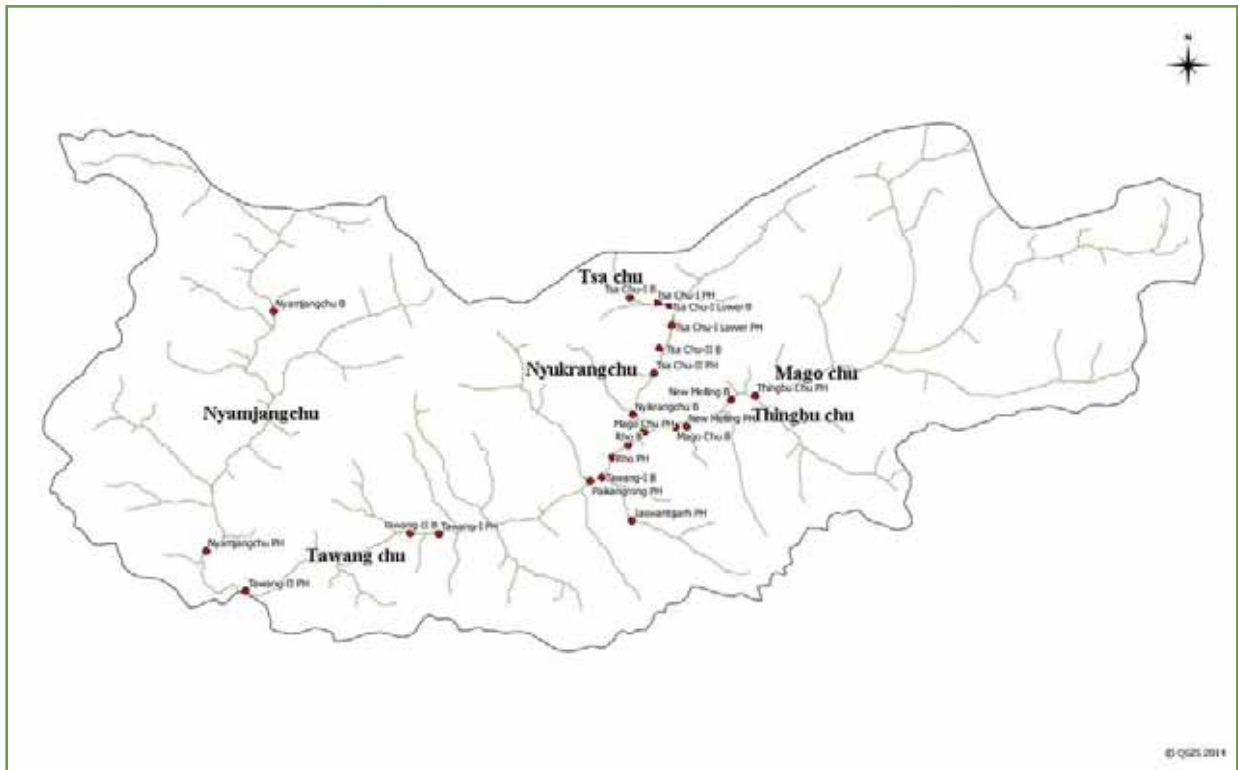 N
Tsa chu
Tsa Chu-I B
Tsa Chu-I PH
Tsa Chu-I Lower B
Nyamjangchu B
Tsa Chu-I Lower PH
Tsa Chu-II B
Nyukrangchu
Tsa Chu-II PH
Mago chu
New Melling B
Thingbu Chu PH
Nyamjangchu
Nyikrangchu B
Thingbu chu
Mago Chu PH
New Melling PH
Rho B
Mago Chu B
Rho PH
Tawang-I B
Paikangrong PH
Jaswantgarh PH
Tawang-II B
Tawang-I PH
Nyamjangchu PH
Tawang chu
Tawang-II PH
© QGIS 2014